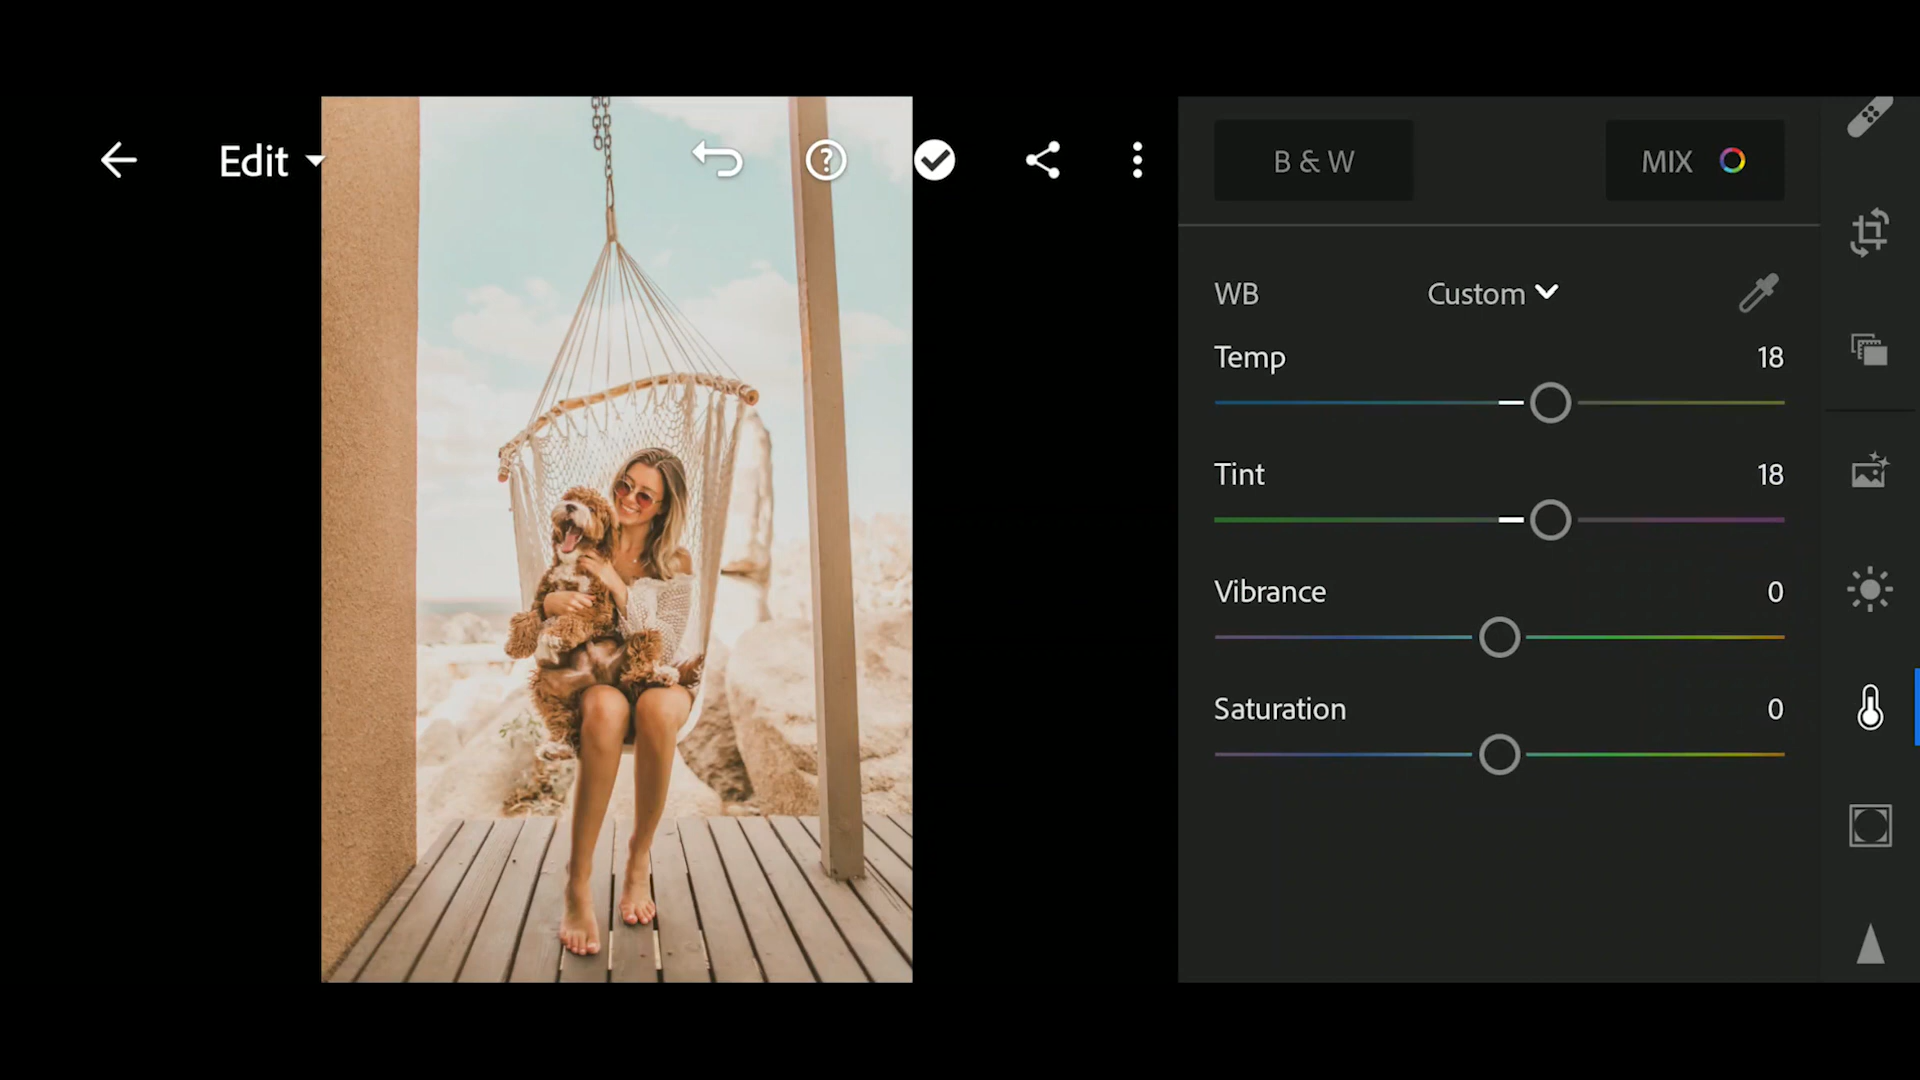 Edit
B & W
MIX
WB
Custom
Temp
18
Tint
18
Vibrance
0
Saturation
0